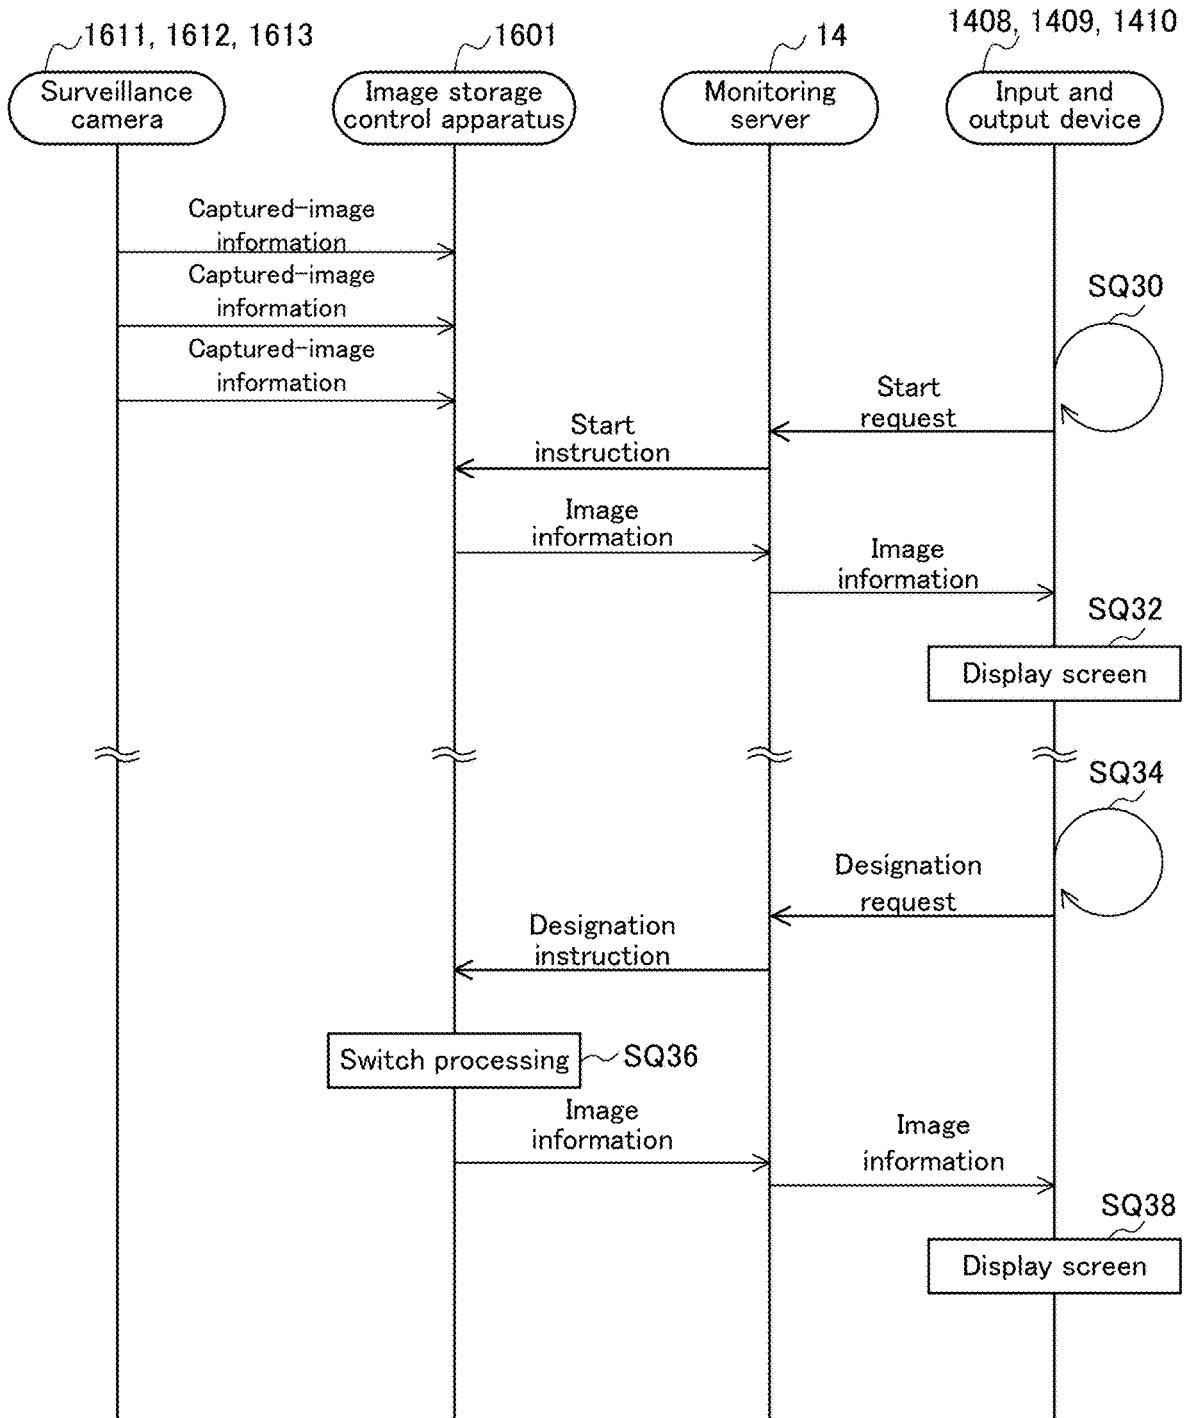 1611, 1612, 1613
1601
14
1408, 1409, 1410
Surveillance
camera
Image storage
control apparatus
Monitoring
server
Input and
output device
Captured-image
information
Captured-image
information
Captured-image
information
SQ30
Start
request
Start
instruction
Image
information
Image
information
SQ32
Display screen
SQ34
Designation
request
Designation
instruction
Switch processing
SQ36
Image
information
Image
information
SQ38
Display screen